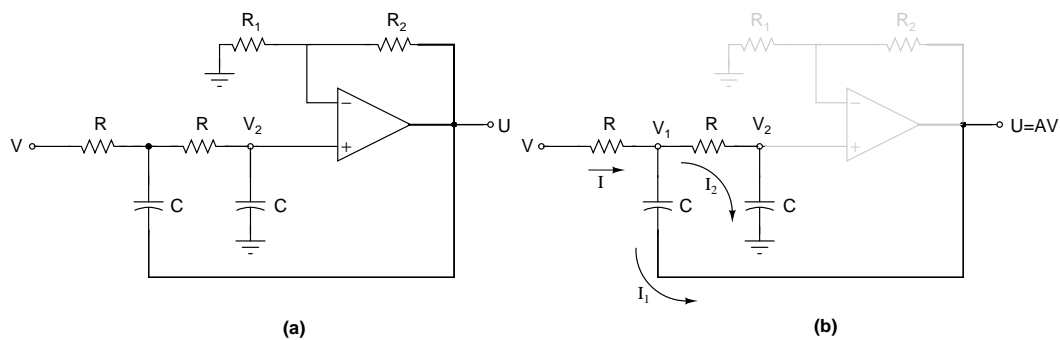 R1 R2
−
+
V R R V2 U
C C
(a)
R1 R2
−
+
V R V1 R V2 U=AV
I I2
C C
I1
(b)